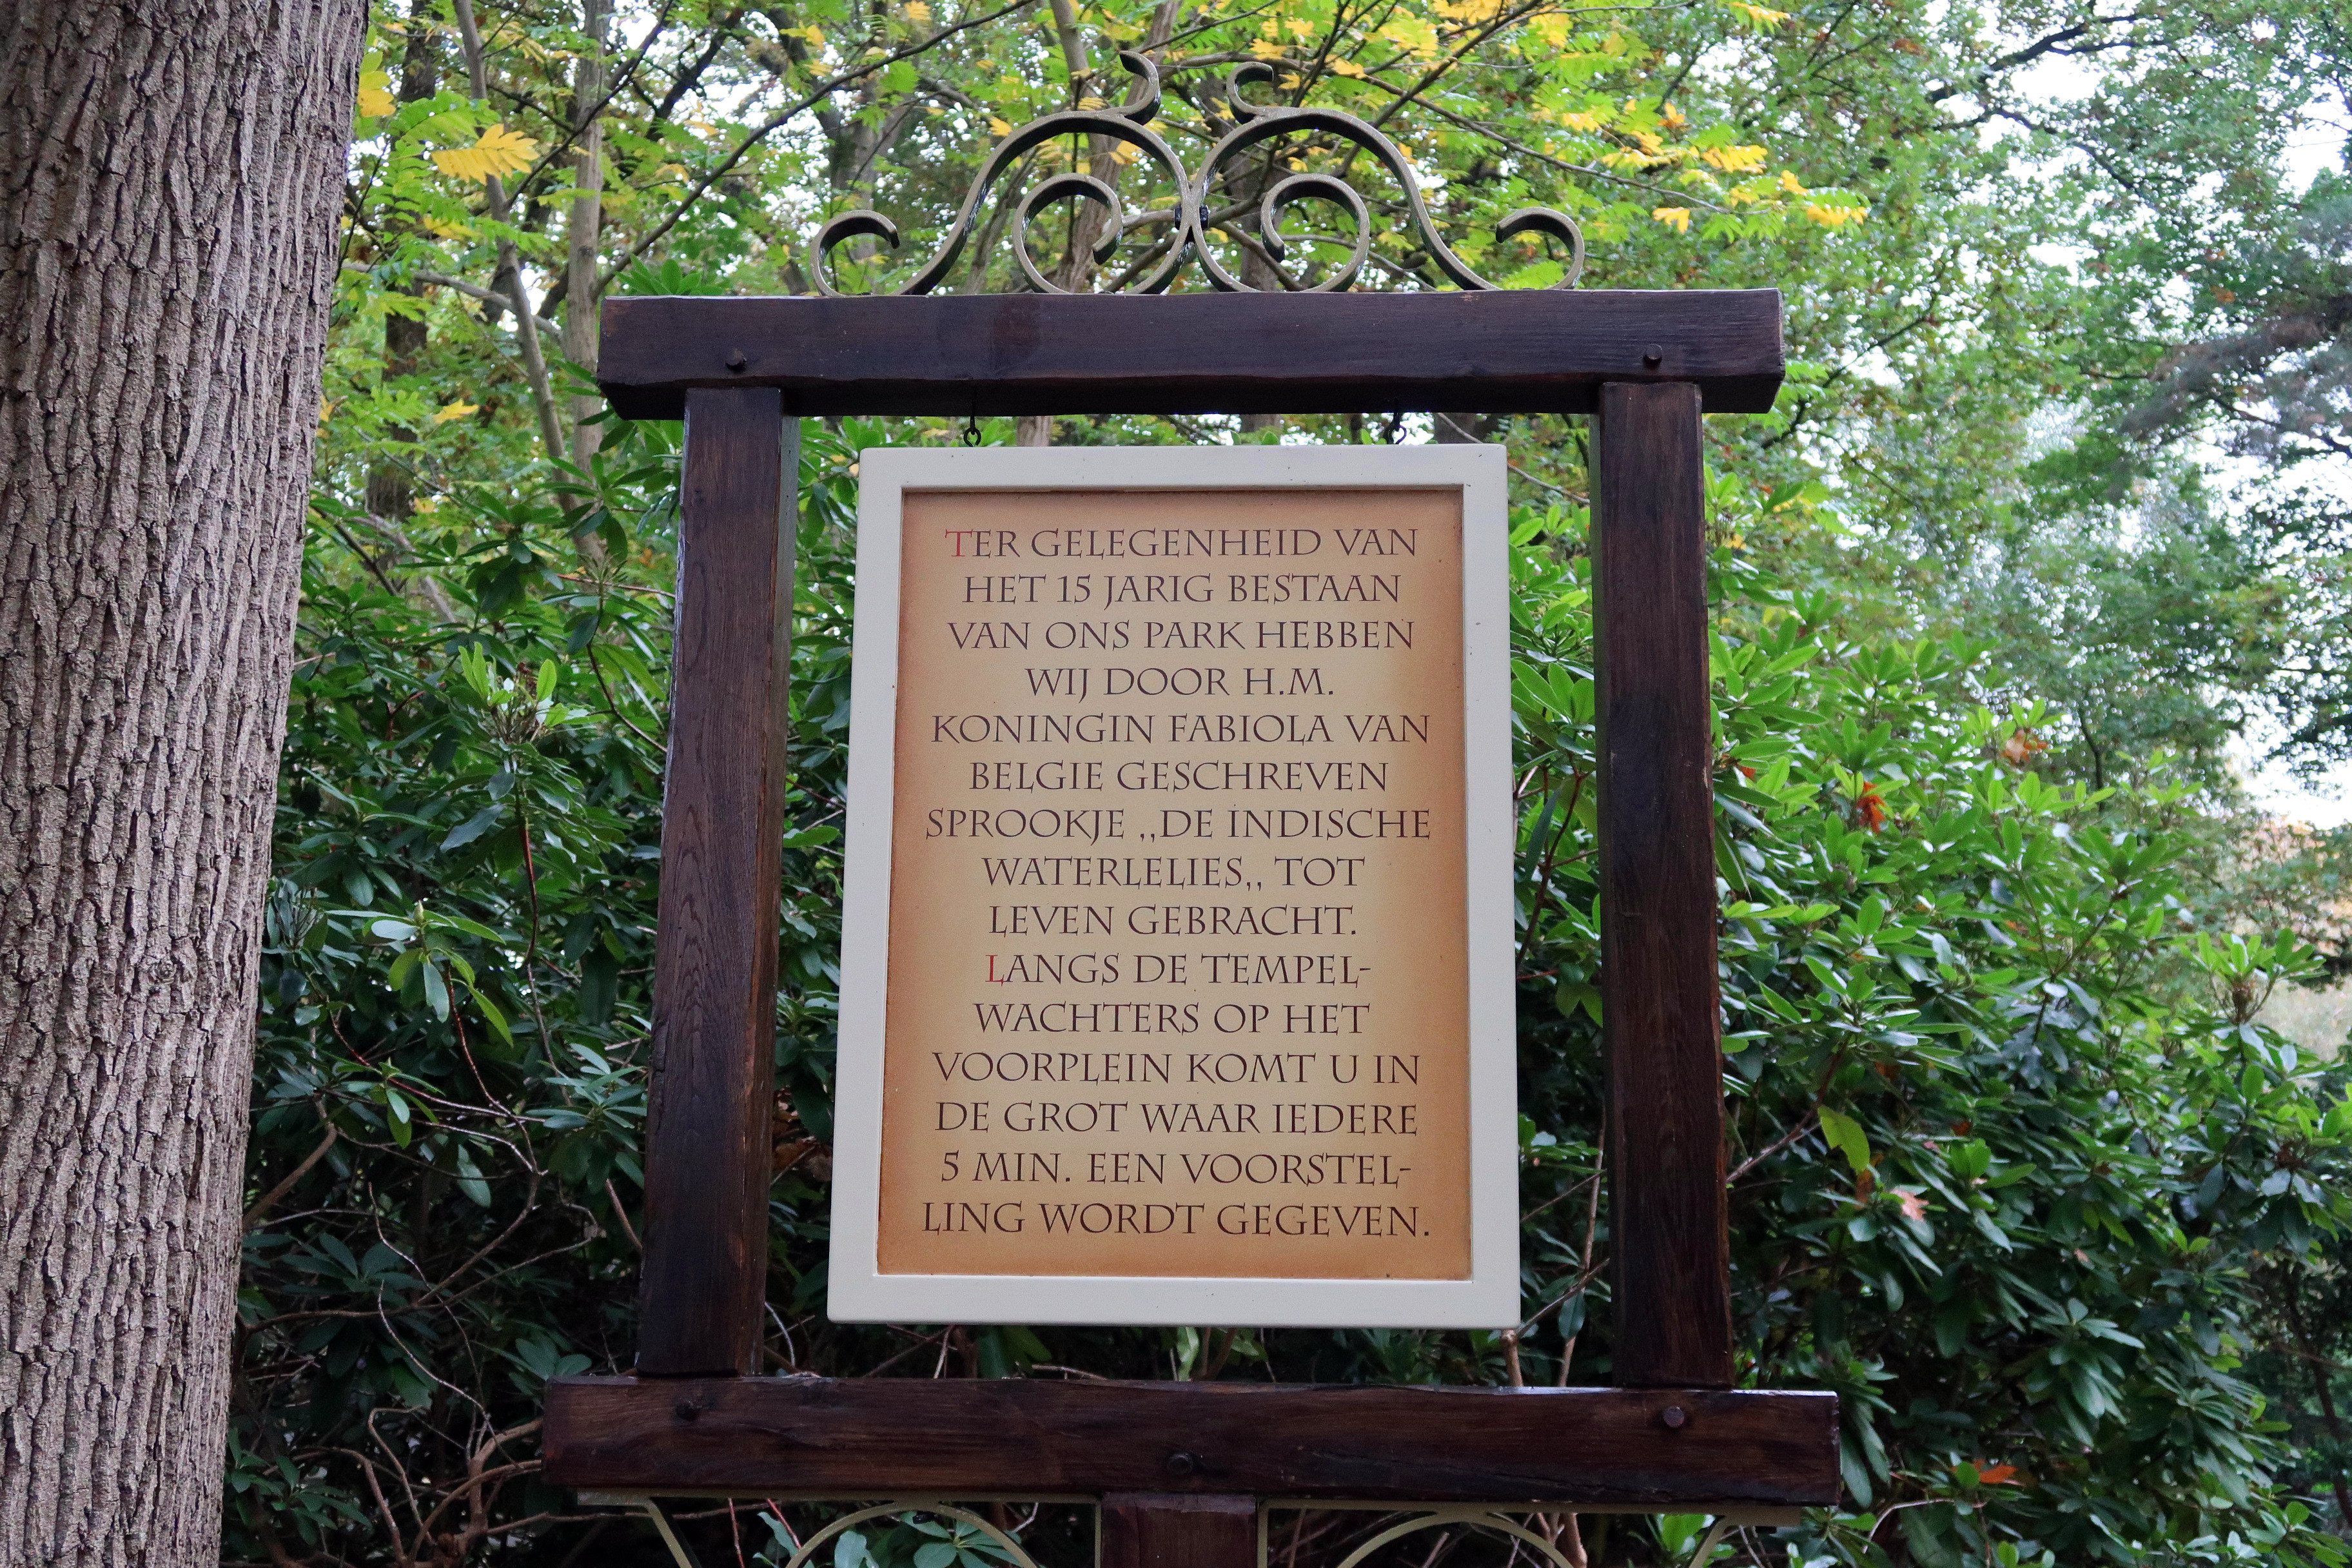 TER GELEGENHEID VAN
HET 15 JARIG BESTAAN
VAN ONS PARK HEBBEN
WIJ DOOR H.M.
KONINGIN FABIOLA VAN
BELGIE GESCHREVEN
SPROOKJE ,,DE INDISCHE
WATERLELIES,, TOT
LEVEN GEBRACHT.
LANGS DE TEMPEL-
WACHTERS OP HET
VOORPLEIN KOMT U IN
DE GROT WAAR IEDERE
5 MIN. EEN VOORSTEL-
LING WORDT GEGEVEN.